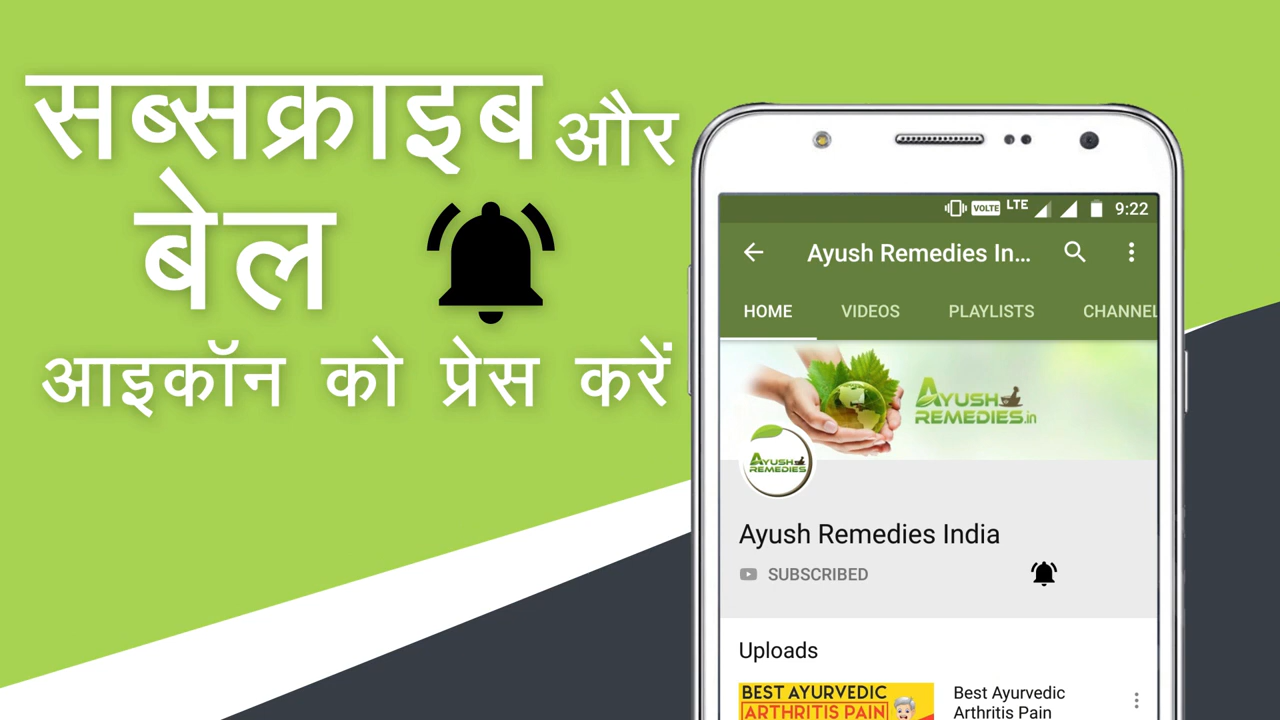 सब्सक्राइब और
बेल
आइकॉन को प्रेस करें
VOLTE LTE 9:22
Ayush Remedies In...
HOME VIDEOS PLAYLISTS CHANNEL
AYUSH
REMEDIES.in
AYUSH
REMEDIES
Ayush Remedies India
SUBSCRIBED
Uploads
BEST AYURVEDIC
ARTHRITIS PAIN
Best Ayurvedic
Arthritis Pain